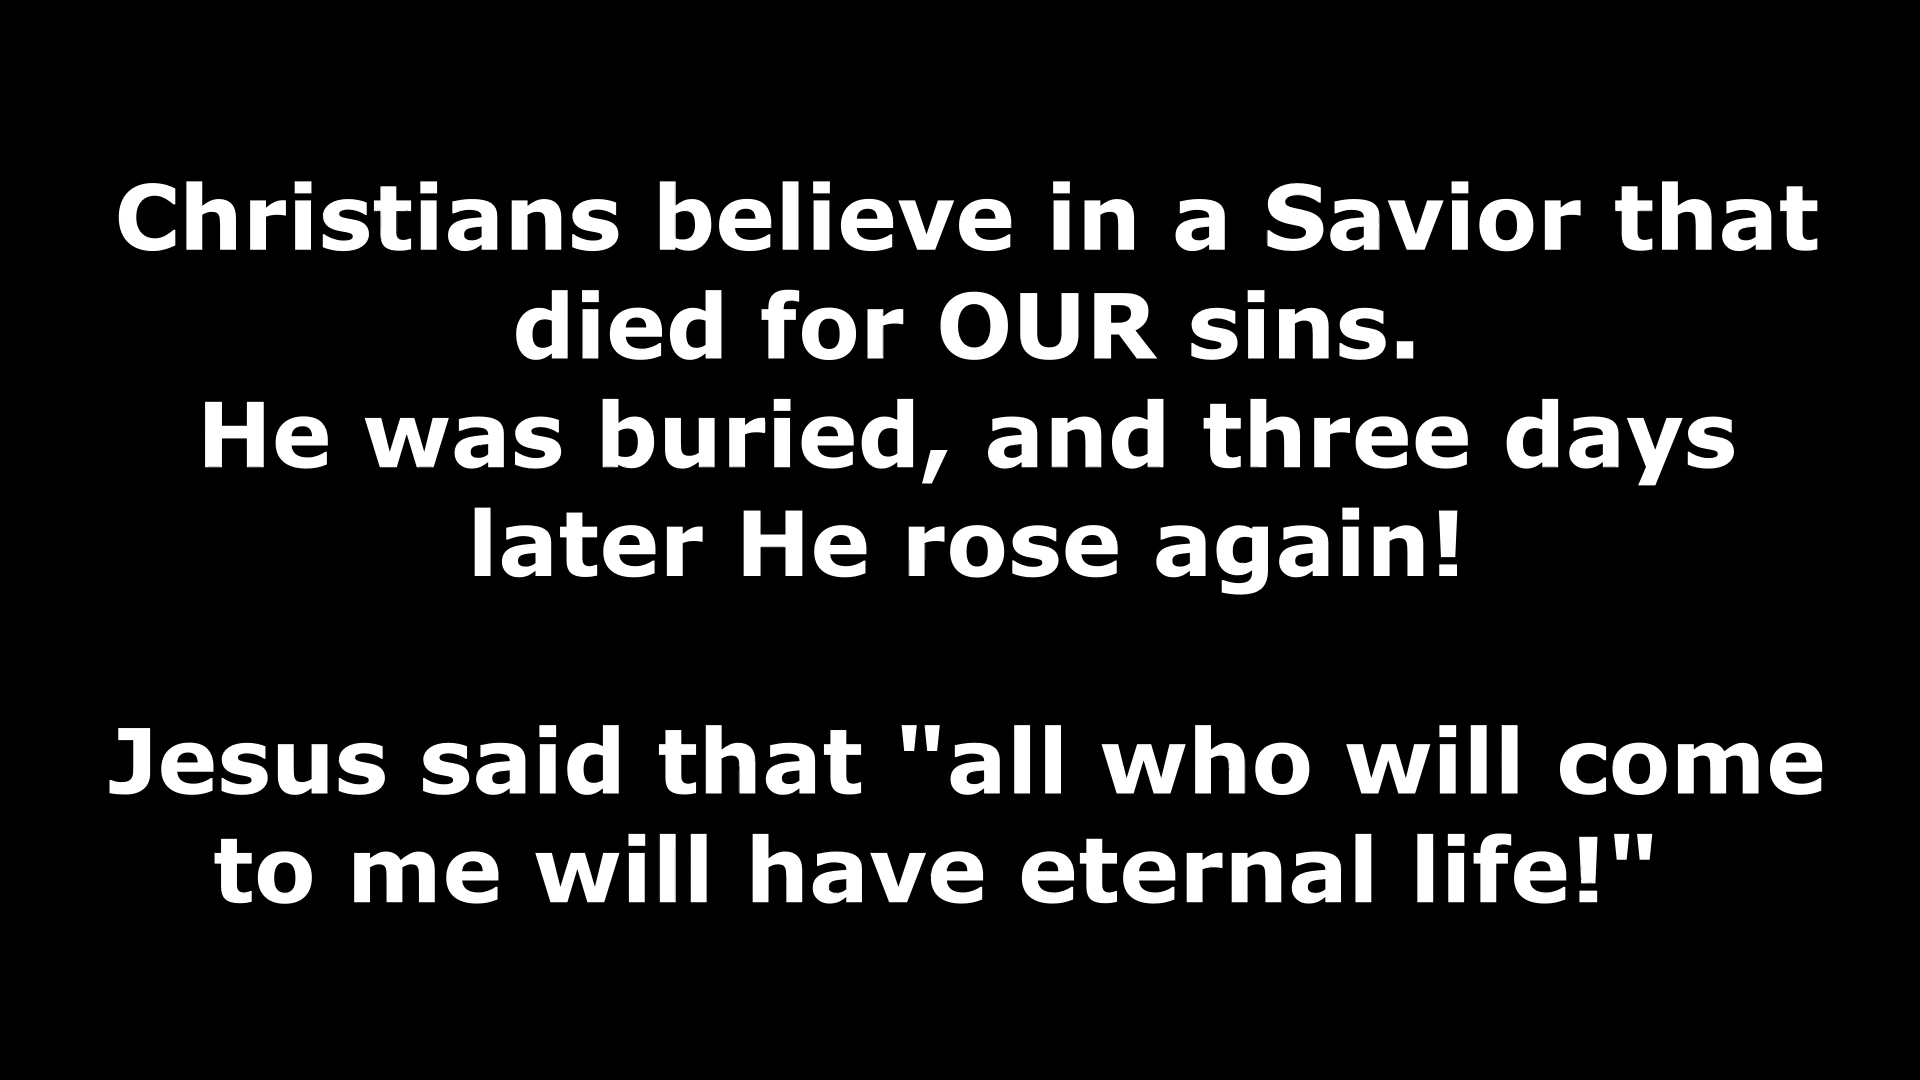 Christians believe in a Savior that
died for OUR sins.
He was buried, and three days
later He rose again!
Jesus said that "all who will come
to me will have eternal life!"